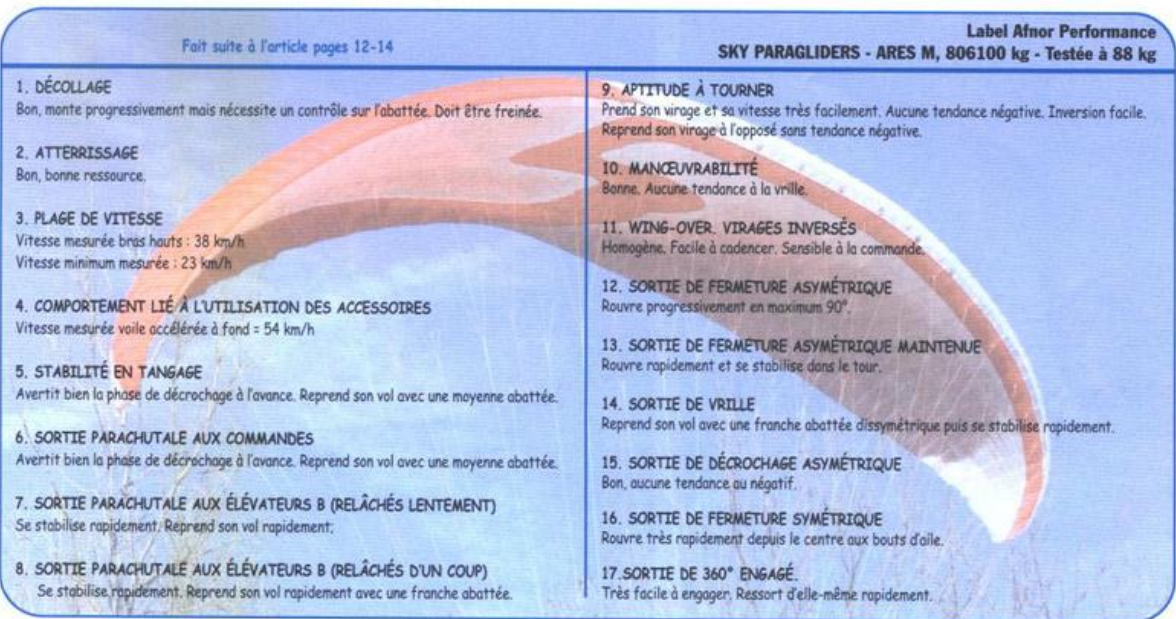 Fait suite à l'article pages 12-14
Label Afnor Performance
SKY PARAGLIDERS - ARES M, 806100 kg - Testée à 88 kg
1. DÉCOLLAGE
Bon, monte progressivement mais nécessite un contrôle sur l'abattée. Doit être freinée.
2. ATTERRISSAGE
Bon, bonne ressource.
3. PLAGE DE VITESSE
Vitesse mesurée bras hauts : 38 km/h
Vitesse minimum mesurée : 23 km/h
4. COMPORTEMENT LIÉ À L'UTILISATION DES ACCESSOIRES
Vitesse mesurée voile accélérée à fond = 54 km/h
5. STABILITÉ EN TANGAGE
Avertit bien la phase de décrochage à l'avance. Reprend son vol avec une moyenne abattée.
6. SORTIE PARACHUTALE AUX COMMANDES
Avertit bien la phase de décrochage à l'avance. Reprend son vol avec une moyenne abattée.
7. SORTIE PARACHUTALE AUX ÉLÉVATEURS B (RELÂCHÉS LENTEMENT)
Se stabilise rapidement. Reprend son vol rapidement;
8. SORTIE PARACHUTALE AUX ÉLÉVATEURS B (RELÂCHÉS D'UN COUP)
Se stabilise rapidement. Reprend son vol rapidement avec une franche abattée.
9. APTITUDE À TOURNER
Prend son virage et sa vitesse très facilement. Aucune tendance négative. Inversion facile.
Reprend son virage à l'opposé sans tendance négative.
10. MANŒUVRABILITÉ
Bonne. Aucune tendance à la vrille.
11. WING-OVER. VIRAGES INVERSÉS
Homogène. Facile à cadencer. Sensible à la commande.
12. SORTIE DE FERMETURE ASYMÉTRIQUE
Rouvre progressivement en maximum 90°.
13. SORTIE DE FERMETURE ASYMÉTRIQUE MAINTENUE
Rouvre rapidement et se stabilise dans le tour.
14. SORTIE DE VRILLE
Reprend son vol avec une franche abattée dissymétrique puis se stabilise rapidement.
15. SORTIE DE DÉCROCHAGE ASYMÉTRIQUE
Bon, aucune tendance au négatif.
16. SORTIE DE FERMETURE SYMÉTRIQUE
Rouvre très rapidement depuis le centre aux bouts d'aile.
17.SORTIE DE 360° ENGAGÉ.
Très facile à engager. Ressort d'elle-même rapidement.